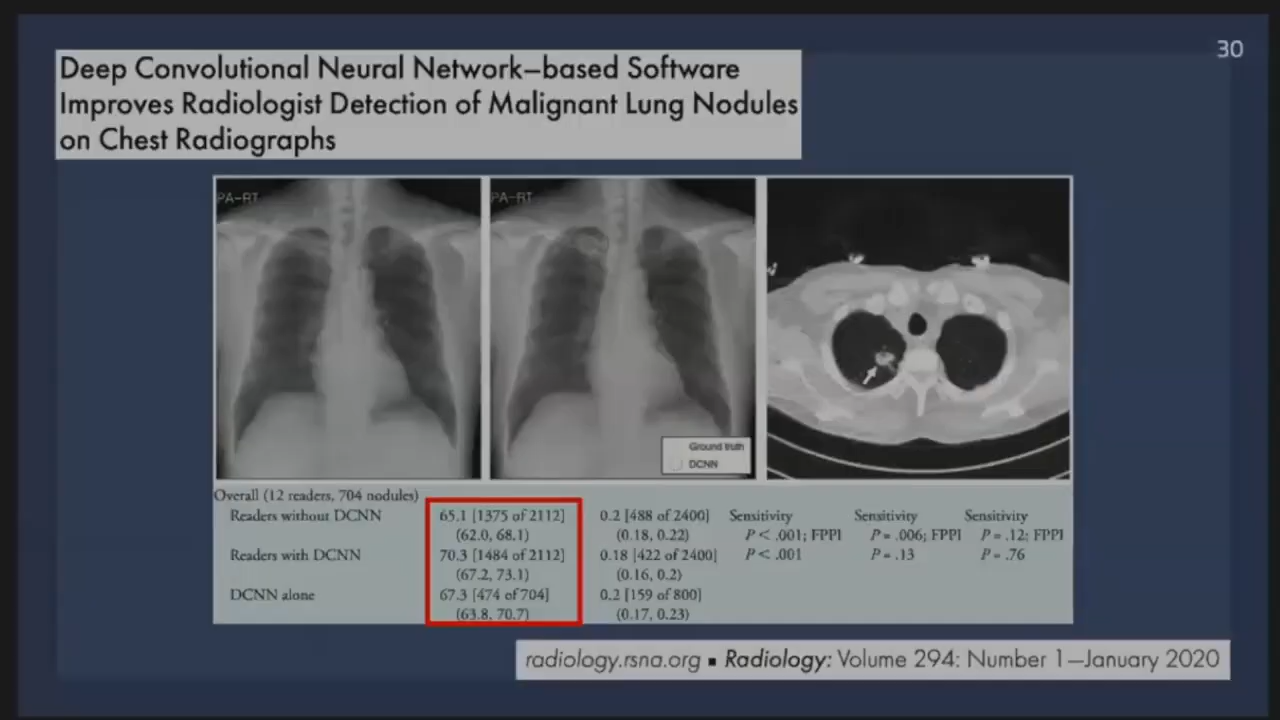 30
Deep Convolutional Neural Network—based Software
Improves Radiologist Detection of Malignant Lung Nodules
on Chest Radiographs
PA-RT
PA-RT
Ground truth
DCNN
Overall (12 readers, 704 nodules)
Readers without DCNN 65.1 [1375 of 2112] 0.2 [488 of 2400] Sensitivity Sensitivity Sensitivity
(62.0, 68.1) (0.18, 0.22) P < .001; FPPI P = .006; FPPI P = .12; FPPI
Readers with DCNN 70.3 [1484 of 2112] 0.18 [422 of 2400] P < .001 P = .13 P = .76
(67.2, 73.1) (0.16, 0.2)
DCNN alone 67.3 [474 of 704] 0.2 [159 of 800]
(63.8, 70.7) (0.17, 0.23)
radiology.rsna.org ▪ Radiology: Volume 294: Number 1—January 2020